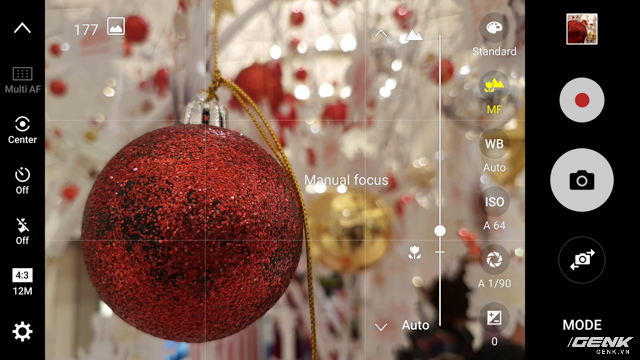 177
Multi AF
Center
Off
Off
4:3
12M
Manual focus
Auto
Standard
MF
WB
Auto
ISO
A 64
A 1/90
0
MODE
/GENK
GENK.VN